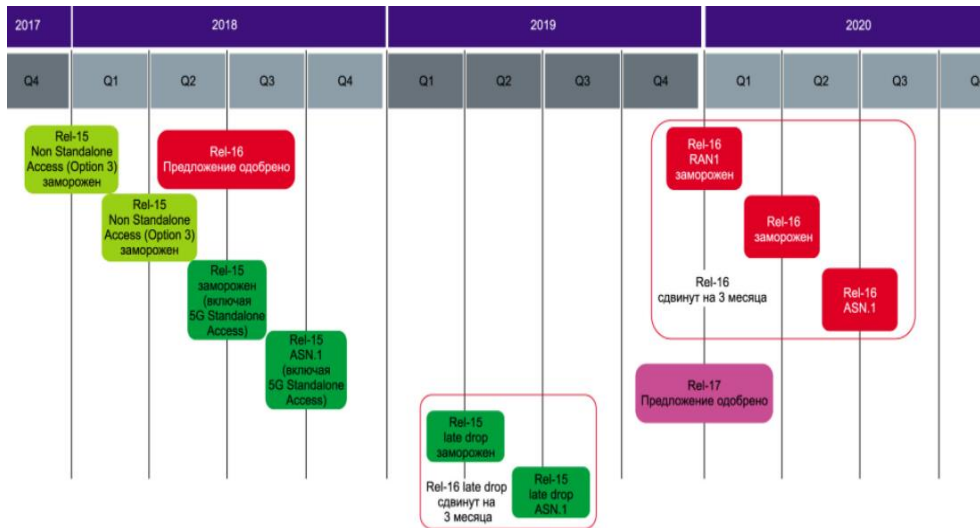 2017
2018
2019
2020
Q4
Q1
Q2
Q3
Q4
Q1
Q2
Q3
Q4
Q1
Q2
Q3
Rel-15
Non Standalone
Access (Option 3)
заморожен
Rel-16
Предложение одобрено
Rel-15
Non Standalone
Access (Option 3)
заморожен
Rel-15
заморожен
(включая
5G Standalone
Access)
Rel-15
ASN.1
(включая
5G Standalone
Access)
Rel-15
late drop
заморожен
Rel-16 late drop
сдвинут на
3 месяца
Rel-15
late drop
ASN.1
Rel-16
RAN1
заморожен
Rel-16
заморожен
Rel-16
сдвинут на 3 месяца
Rel-16
ASN.1
Rel-17
Предложение одобрено